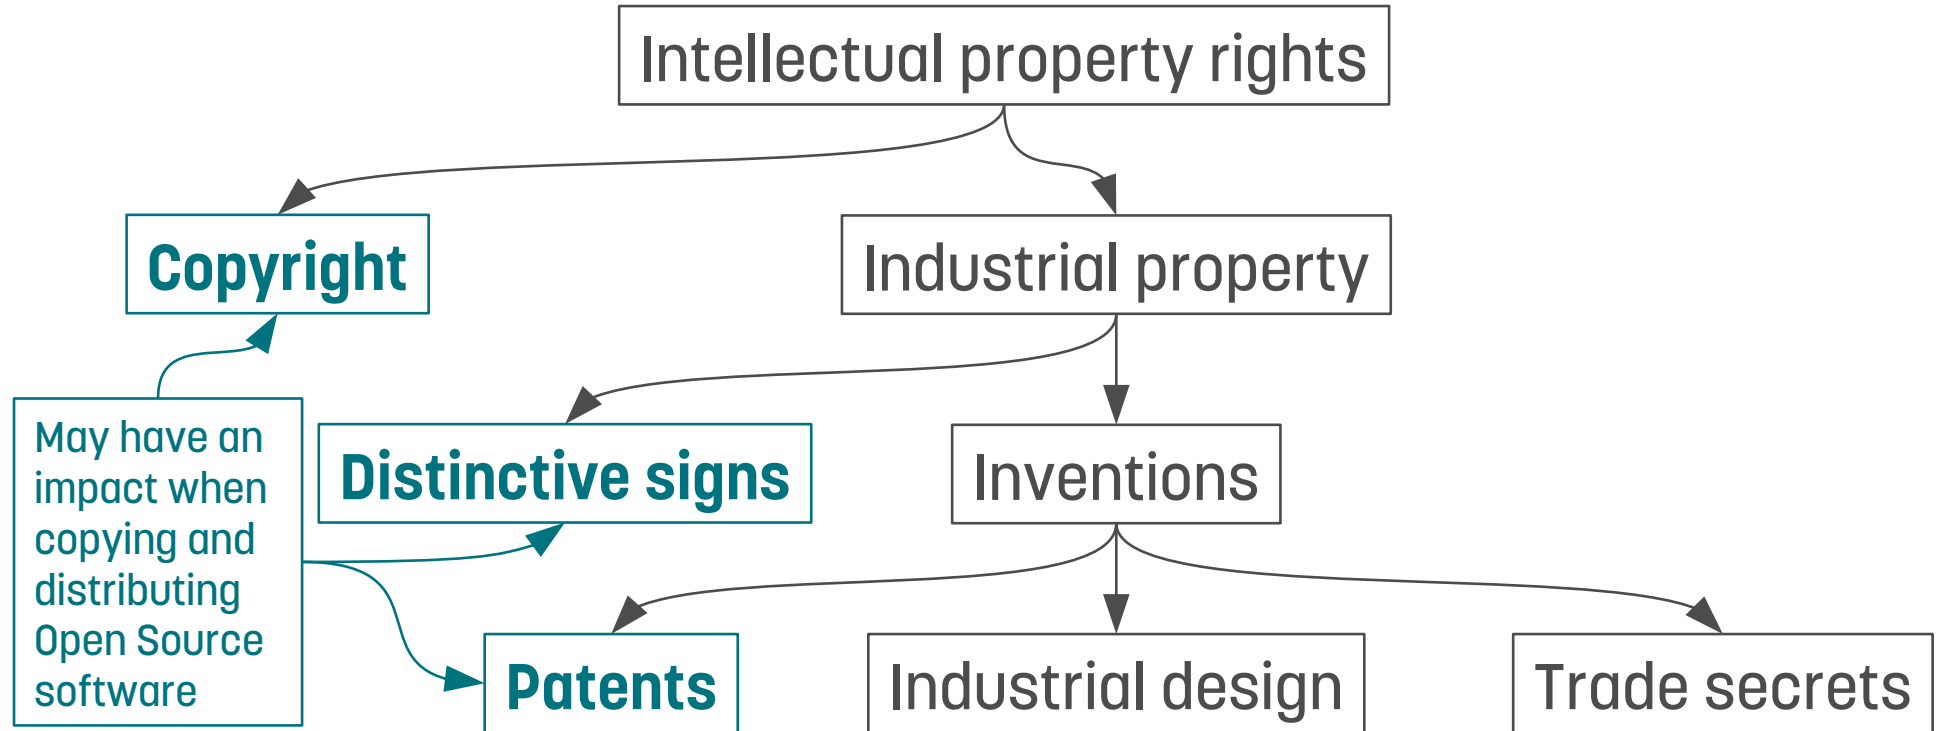 Intellectual property rights
Copyright
Industrial property
May have an
impact when
copying and
distributing
Open Source
software
Distinctive signs
Inventions
Patents
Industrial design
Trade secrets